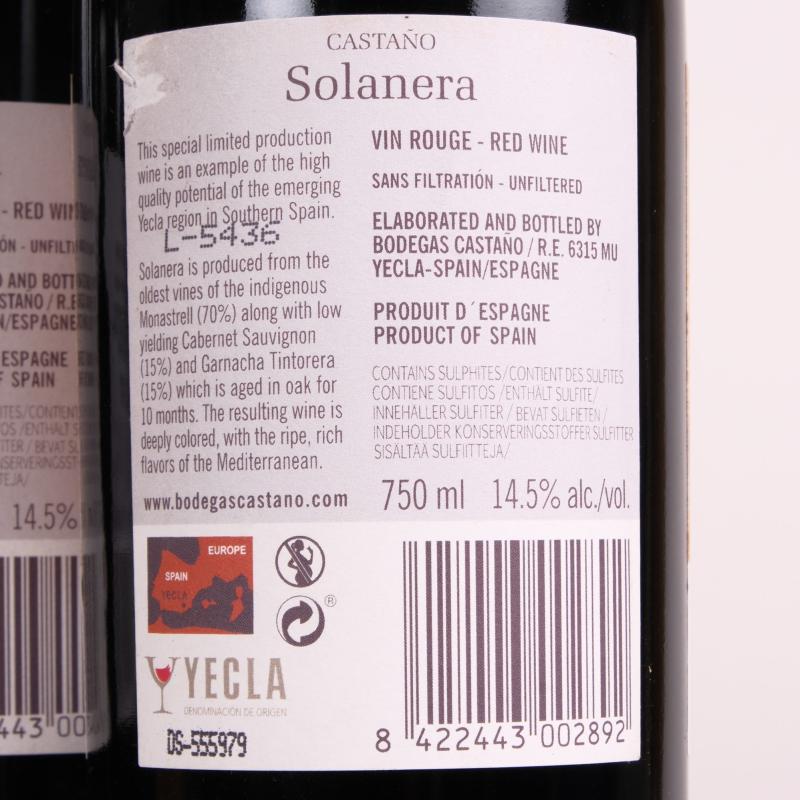 CASTAÑO
Solanera
This special limited production
wine is an example of the high
quality potential of the emerging
Yecla region in Southern Spain.
L-5436
Solanera is produced from the
oldest vines of the indigenous
Monastrell (70%) along with low
yielding Cabernet Sauvignon
(15%) and Garnacha Tintorera
(15%) which is aged in oak for
10 months. The resulting wine is
deeply colored, with the ripe, rich
flavors of the Mediterranean.
www.bodegascastano.com
VIN ROUGE - RED WINE
SANS FILTRATIÓN - UNFILTERED
ELABORATED AND BOTTLED BY
BODEGAS CASTAÑO / R.E. 6315 MU
YECLA-SPAIN/ESPAGNE
PRODUIT D´ESPAGNE
PRODUCT OF SPAIN
CONTAINS SULPHITES/CONTIENT DES SULFITES
CONTIENE SULFITOS /ENTHÄLT SULFITE/
INNEHALLER SULFITER / BEVAT SULFIETEN /
INDEHOLDER KONSERVERINGSSTOFFER SULFITTER
SISÄLTÄÄ SULFIITTEJA/
750 ml 14.5% alc./vol.
EUROPE
SPAIN
YECLA
®
YECLA
DENOMINACIÓN DE ORIGEN
DS-555979
8 422443 002892
- RED WIN
ÓN - UNFILT
AND BOTT
STAÑO / R.E
N/ESPAGNE
ESPAGNE
F SPAIN
14.5%
443 00